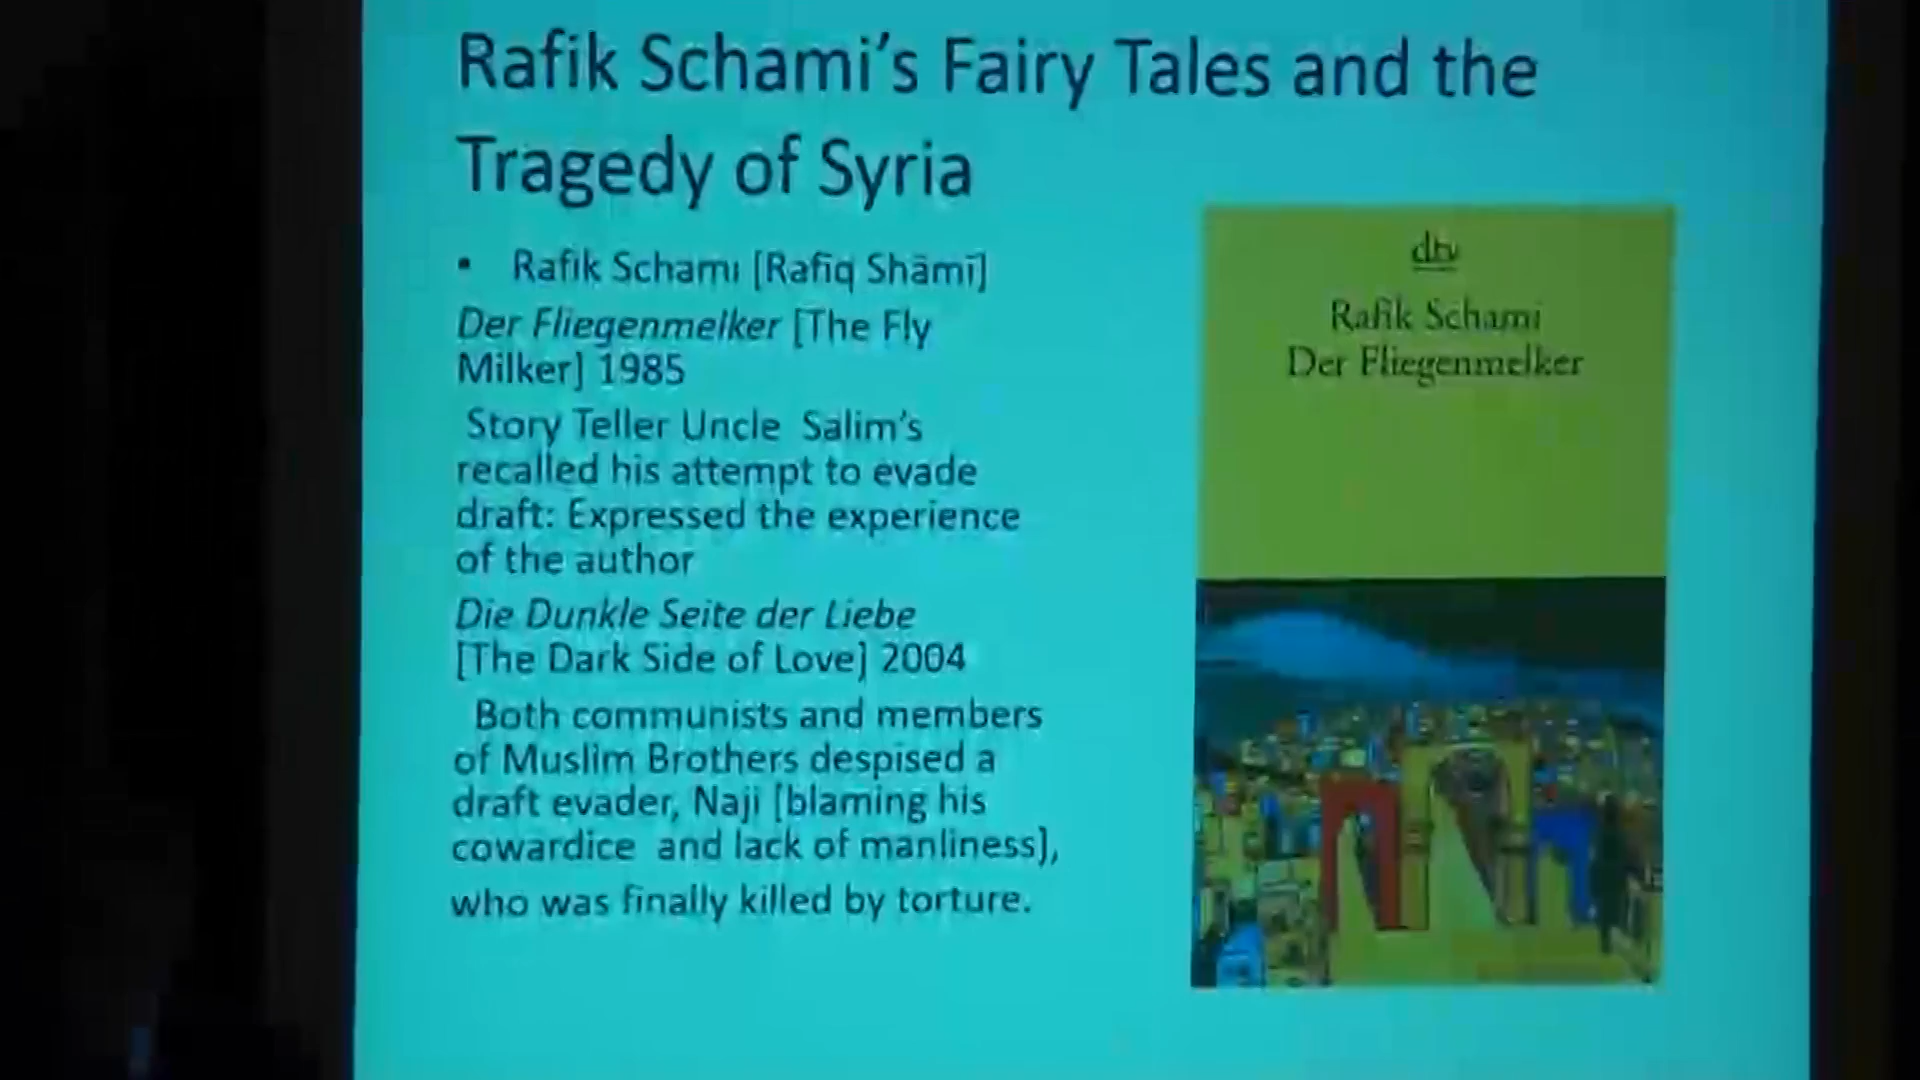 Rafik Schami's Fairy Tales and the
Tragedy of Syria
• Rafik Schami [Rafiq Shāmī]
Der Fliegenmelker [The Fly
Milker] 1985
Story Teller Uncle Salim's
recalled his attempt to evade
draft: Expressed the experience
of the author
Die Dunkle Seite der Liebe
[The Dark Side of Love] 2004
Both communists and members
of Muslim Brothers despised a
draft evader, Naji [blaming his
cowardice and lack of manliness],
who was finally killed by torture.
dtv
Rafik Schami
Der Fliegenmelker